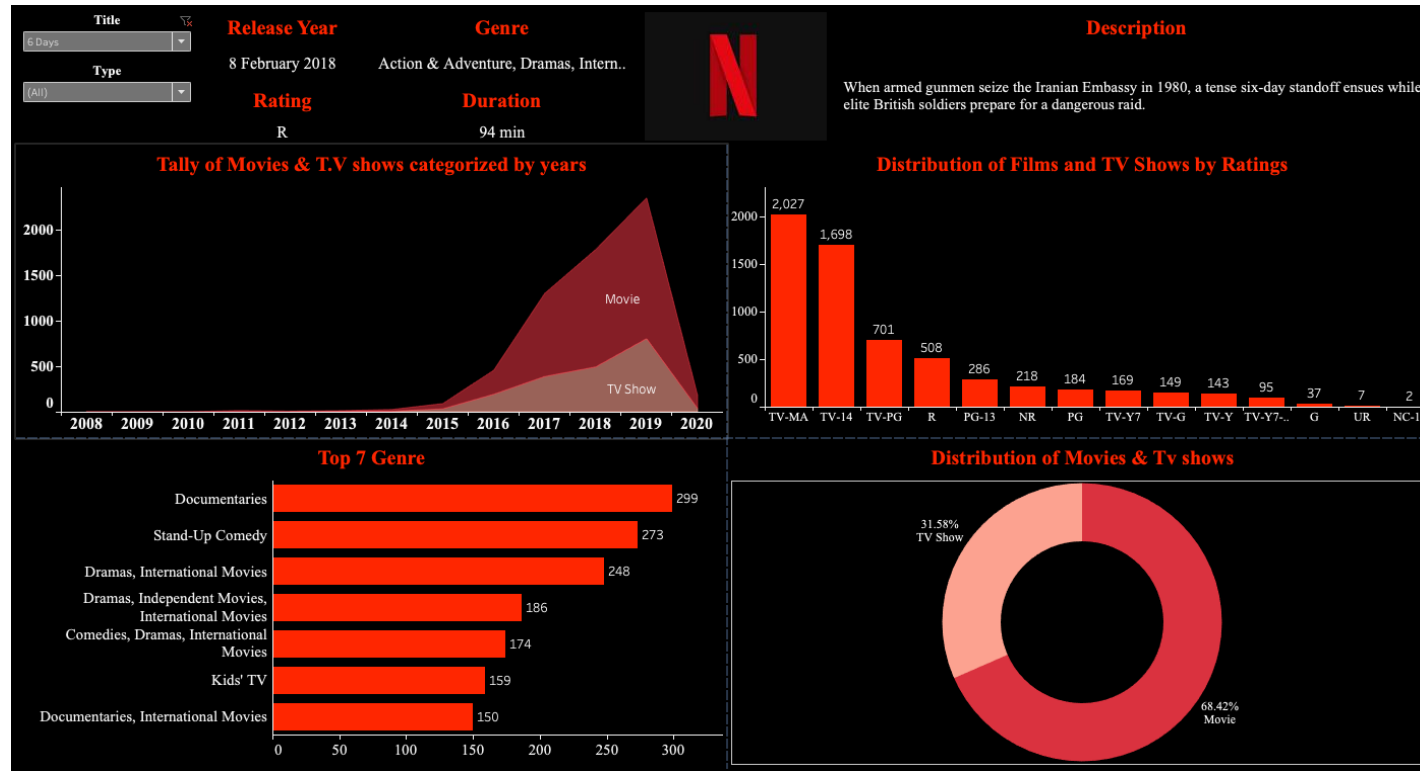 Title
6 Days
Type
(All)
Release Year
8 February 2018
Rating
R
Genre
Action & Adventure, Dramas, Intern..
Duration
94 min
N
Description
When armed gunmen seize the Iranian Embassy in 1980, a tense six-day standoff ensues while
elite British soldiers prepare for a dangerous raid.
Tally of Movies & T.V shows categorized by years
2000
1500
1000
500
0
Movie
TV Show
2008 2009 2010 2011 2012 2013 2014 2015 2016 2017 2018 2019 2020
Distribution of Films and TV Shows by Ratings
2000
1500
1000
500
0
2,027 1,698 701 508 286 218 184 169 149 143 95 37 7 2
TV-MA TV-14 TV-PG R PG-13 NR PG TV-Y7 TV-G TV-Y TV-Y7-.. G UR NC-1
Top 7 Genre
Documentaries 299
Stand-Up Comedy 273
Dramas, International Movies 248
Dramas, Independent Movies,
International Movies 186
Comedies, Dramas, International
Movies 174
Kids' TV 159
Documentaries, International Movies 150
0 50 100 150 200 250 300
Distribution of Movies & Tv shows
31.58%
TV Show
68.42%
Movie